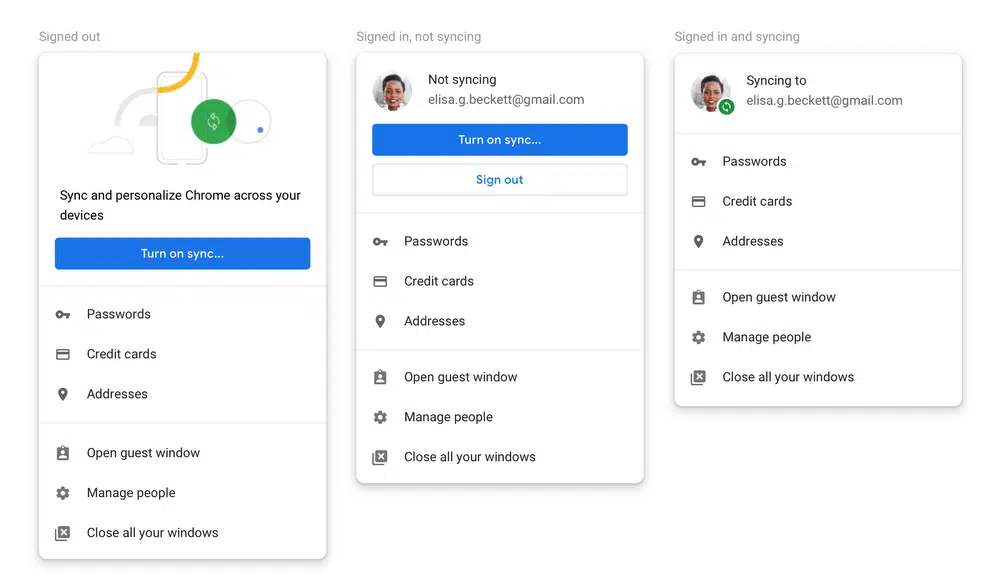 Signed out
Sync and personalize Chrome across your
devices
Turn on sync...
Passwords
Credit cards
Addresses
Open guest window
Manage people
Close all your windows
Signed in, not syncing
Not syncing
elisa.g.beckett@gmail.com
Turn on sync...
Sign out
Passwords
Credit cards
Addresses
Open guest window
Manage people
Close all your windows
Signed in and syncing
Syncing to
elisa.g.beckett@gmail.com
Passwords
Credit cards
Addresses
Open guest window
Manage people
Close all your windows